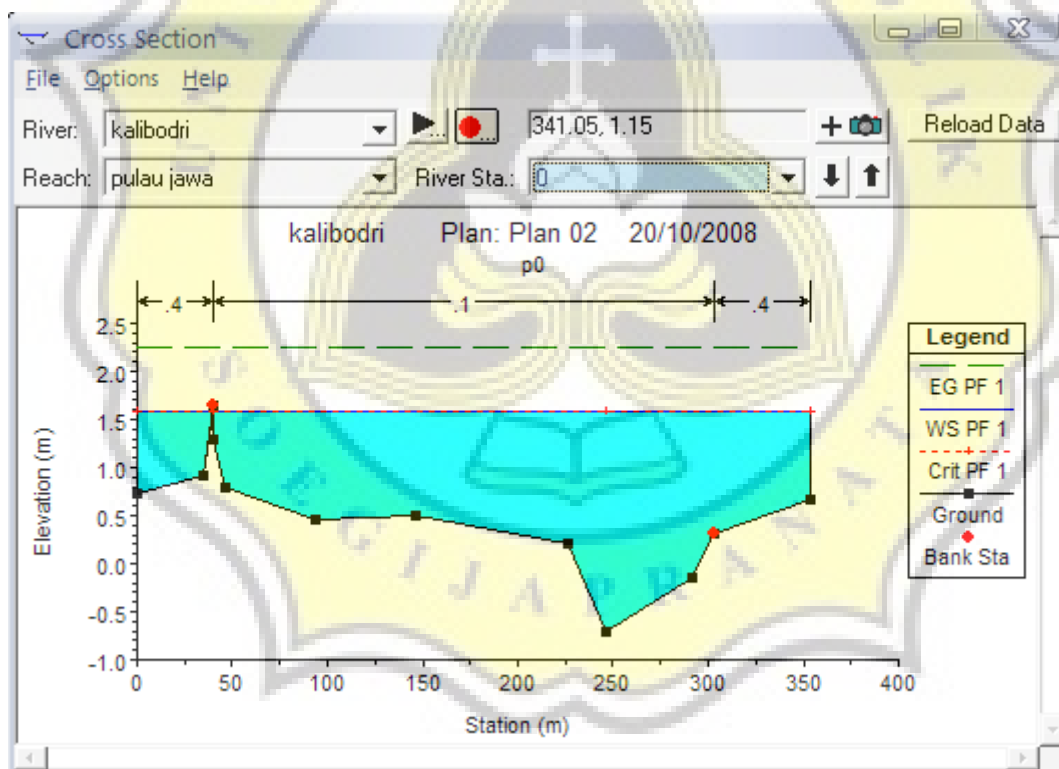 Cross Section
File Options Help
River: kalibodri 341.05, 1.15 Reload Data
Reach: pulau jawa River Sta.: 0
kalibodri Plan: Plan 02 20/10/2008
p0
.4 .1 .4
Elevation (m)
2.5
2.0
1.5
1.0
0.5
0.0
-0.5
-1.0
0 50 100 150 200 250 300 350 400
Station (m)
Legend
EG PF 1
WS PF 1
Crit PF 1
Ground
Bank Sta
SOEGIJAPRANATA